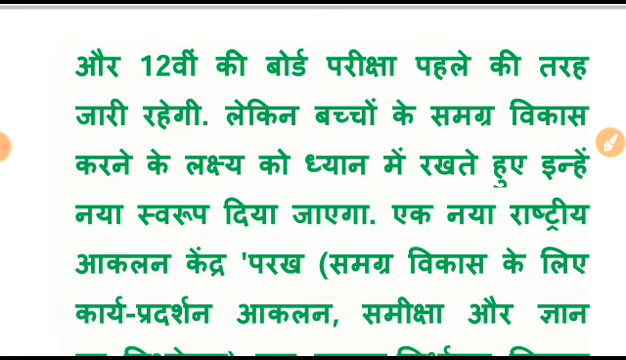 और 12वीं की बोर्ड परीक्षा पहले की तरह
जारी रहेगी. लेकिन बच्चों के समग्र विकास
करने के लक्ष्य को ध्यान में रखते हुए इन्हें
नया स्वरूप दिया जाएगा. एक नया राष्ट्रीय
आकलन केंद्र 'परख (समग्र विकास के लिए
कार्य-प्रदर्शन आकलन, समीक्षा और ज्ञान